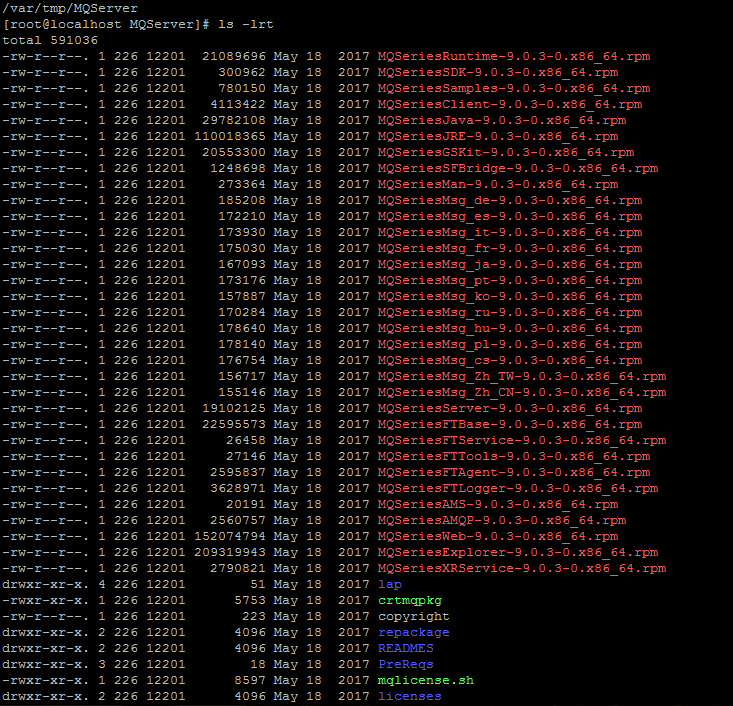 /var/tmp/MQServer
[root@localhost MQServer]# ls -lrt
total 591036
-rw-r--r--. 1 226 12201  21089696 May 18  2017 MQSeriesRuntime-9.0.3-0.x86_64.rpm
-rw-r--r--. 1 226 12201    300962 May 18  2017 MQSeriesSDK-9.0.3-0.x86_64.rpm
-rw-r--r--. 1 226 12201    780150 May 18  2017 MQSeriesSamples-9.0.3-0.x86_64.rpm
-rw-r--r--. 1 226 12201   4113422 May 18  2017 MQSeriesClient-9.0.3-0.x86_64.rpm
-rw-r--r--. 1 226 12201  29782108 May 18  2017 MQSeriesJava-9.0.3-0.x86_64.rpm
-rw-r--r--. 1 226 12201 110018365 May 18  2017 MQSeriesJRE-9.0.3-0.x86_64.rpm
-rw-r--r--. 1 226 12201  20553300 May 18  2017 MQSeriesGSKit-9.0.3-0.x86_64.rpm
-rw-r--r--. 1 226 12201   1248698 May 18  2017 MQSeriesSFBridge-9.0.3-0.x86_64.rpm
-rw-r--r--. 1 226 12201    273364 May 18  2017 MQSeriesMan-9.0.3-0.x86_64.rpm
-rw-r--r--. 1 226 12201    185208 May 18  2017 MQSeriesMsg_de-9.0.3-0.x86_64.rpm
-rw-r--r--. 1 226 12201    172210 May 18  2017 MQSeriesMsg_es-9.0.3-0.x86_64.rpm
-rw-r--r--. 1 226 12201    173930 May 18  2017 MQSeriesMsg_it-9.0.3-0.x86_64.rpm
-rw-r--r--. 1 226 12201    175030 May 18  2017 MQSeriesMsg_fr-9.0.3-0.x86_64.rpm
-rw-r--r--. 1 226 12201    167093 May 18  2017 MQSeriesMsg_ja-9.0.3-0.x86_64.rpm
-rw-r--r--. 1 226 12201    173176 May 18  2017 MQSeriesMsg_pt-9.0.3-0.x86_64.rpm
-rw-r--r--. 1 226 12201    157887 May 18  2017 MQSeriesMsg_ko-9.0.3-0.x86_64.rpm
-rw-r--r--. 1 226 12201    170284 May 18  2017 MQSeriesMsg_ru-9.0.3-0.x86_64.rpm
-rw-r--r--. 1 226 12201    178640 May 18  2017 MQSeriesMsg_hu-9.0.3-0.x86_64.rpm
-rw-r--r--. 1 226 12201    178140 May 18  2017 MQSeriesMsg_pl-9.0.3-0.x86_64.rpm
-rw-r--r--. 1 226 12201    176754 May 18  2017 MQSeriesMsg_cs-9.0.3-0.x86_64.rpm
-rw-r--r--. 1 226 12201    156717 May 18  2017 MQSeriesMsg_Zh_TW-9.0.3-0.x86_64.rpm
-rw-r--r--. 1 226 12201    155146 May 18  2017 MQSeriesMsg_Zh_CN-9.0.3-0.x86_64.rpm
-rw-r--r--. 1 226 12201  19102125 May 18  2017 MQSeriesServer-9.0.3-0.x86_64.rpm
-rw-r--r--. 1 226 12201  22595573 May 18  2017 MQSeriesFTBase-9.0.3-0.x86_64.rpm
-rw-r--r--. 1 226 12201     26458 May 18  2017 MQSeriesFTService-9.0.3-0.x86_64.rpm
-rw-r--r--. 1 226 12201     27146 May 18  2017 MQSeriesFTTools-9.0.3-0.x86_64.rpm
-rw-r--r--. 1 226 12201   2595837 May 18  2017 MQSeriesFTAgent-9.0.3-0.x86_64.rpm
-rw-r--r--. 1 226 12201   3628971 May 18  2017 MQSeriesFTLogger-9.0.3-0.x86_64.rpm
-rw-r--r--. 1 226 12201     20191 May 18  2017 MQSeriesAMS-9.0.3-0.x86_64.rpm
-rw-r--r--. 1 226 12201   2560757 May 18  2017 MQSeriesAMQP-9.0.3-0.x86_64.rpm
-rw-r--r--. 1 226 12201 152074794 May 18  2017 MQSeriesWeb-9.0.3-0.x86_64.rpm
-rw-r--r--. 1 226 12201 209319943 May 18  2017 MQSeriesExplorer-9.0.3-0.x86_64.rpm
-rw-r--r--. 1 226 12201   2790821 May 18  2017 MQSeriesXRService-9.0.3-0.x86_64.rpm
drwxr-xr-x. 4 226 12201        51 May 18  2017 lap
-rwxr-xr-x. 1 226 12201      5753 May 18  2017 crtmqpkg
-rw-r--r--. 1 226 12201       223 May 18  2017 copyright
drwxr-xr-x. 2 226 12201      4096 May 18  2017 repackage
drwxr-xr-x. 2 226 12201      4096 May 18  2017 READMES
drwxr-xr-x. 3 226 12201        18 May 18  2017 PreReqs
-rwxr-xr-x. 1 226 12201      8597 May 18  2017 mqlicense.sh
drwxr-xr-x. 2 226 12201      4096 May 18  2017 licenses